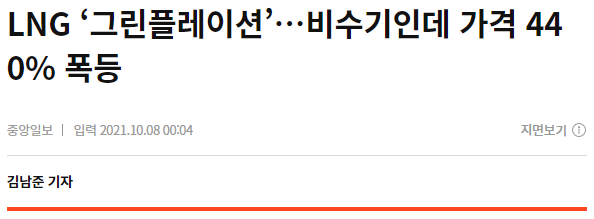 LNG ‘그린플레이션’…비수기인데 가격 44
0% 폭등
중앙일보 | 입력 2021.10.08 00:04 지면보기 ⓘ
김남준 기자